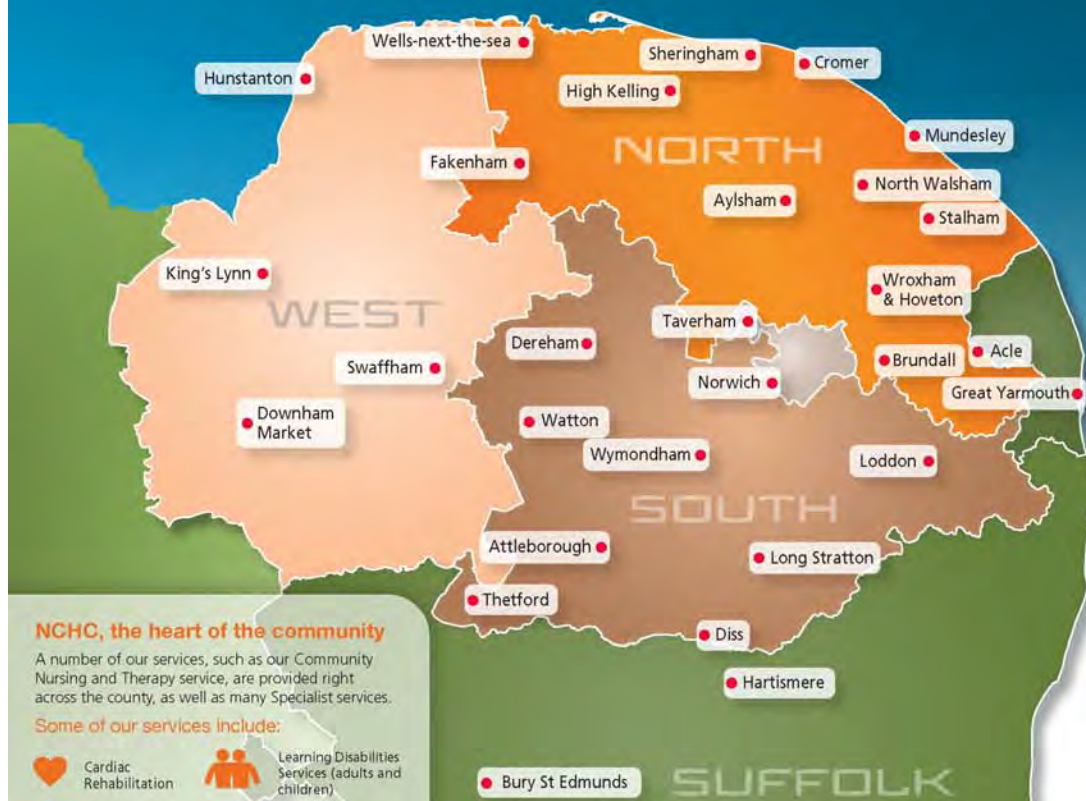 Wells-next-the-sea
Sheringham
Cromer
Hunstanton
High Kelling
Mundesley
NORTH
Fakenham
North Walsham
Aylsham
Stalham
King's Lynn
WEST
Wroxham
& Hoveton
Taverham
Dereham
Acle
Brundall
Swaffham
Norwich
Great Yarmouth
Downham
Market
Watton
Wymondham
Loddon
SOUTH
Attleborough
Long Stratton
Thetford
Diss
Hartismere
Bury St Edmunds
SUFFOLK
NCHC, the heart of the community
A number of our services, such as our Community
Nursing and Therapy service, are provided right
across the county, as well as many Specialist services.
Some of our services include:
Cardiac
Rehabilitation
Learning Disabilities
Services (adults and
children)